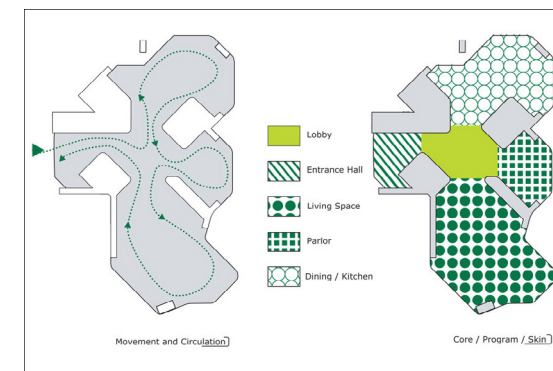 Lobby
Entrance Hall
Living Space
Parlor
Dining / Kitchen
Movement and Circulation
Core / Program / Skin